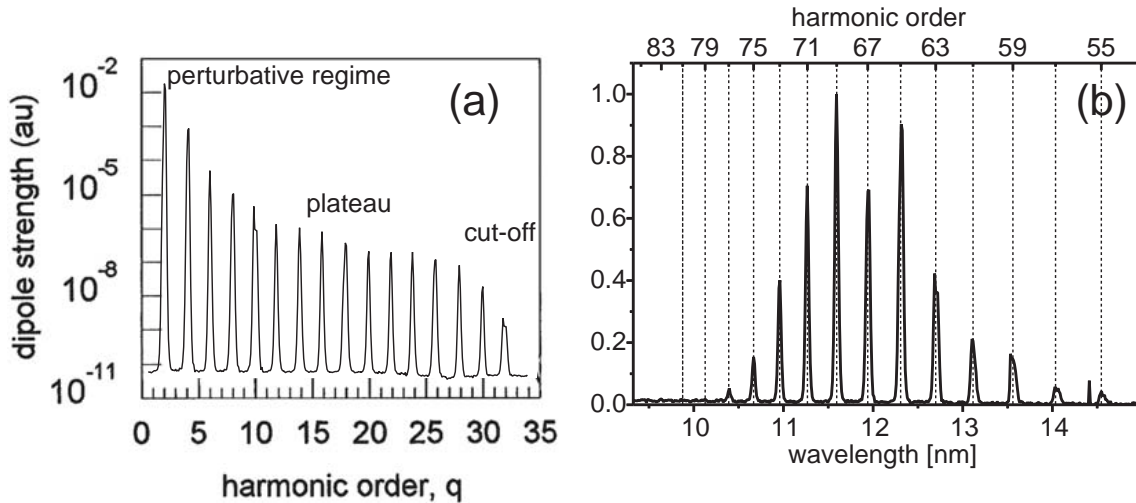 (a)
perturbative regime
plateau
cut-off
10-2
10-5
10-8
10-11
dipole strength (au)
0 5 10 15 20 25 30 35
harmonic order, q
(b)
harmonic order
83 79 75 71 67 63 59 55
1.0
0.8
0.6
0.4
0.2
0.0
10 11 12 13 14
wavelength [nm]